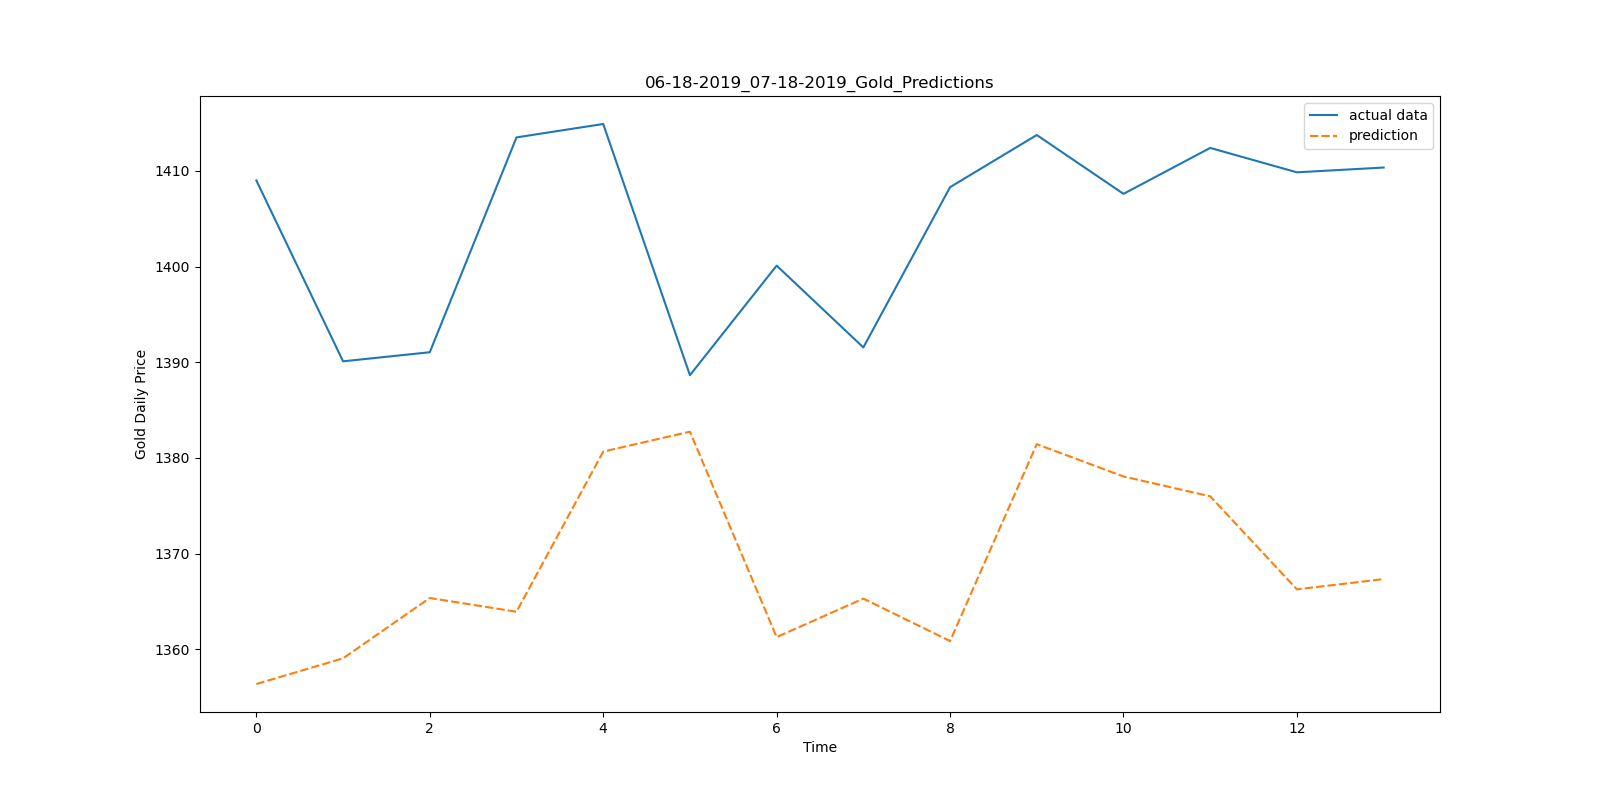 06-18-2019_07-18-2019_Gold_Predictions
actual data
prediction
1410
1400
1390
1380
1370
1360
Gold Daily Price
0 2 4 6 8 10 12
Time